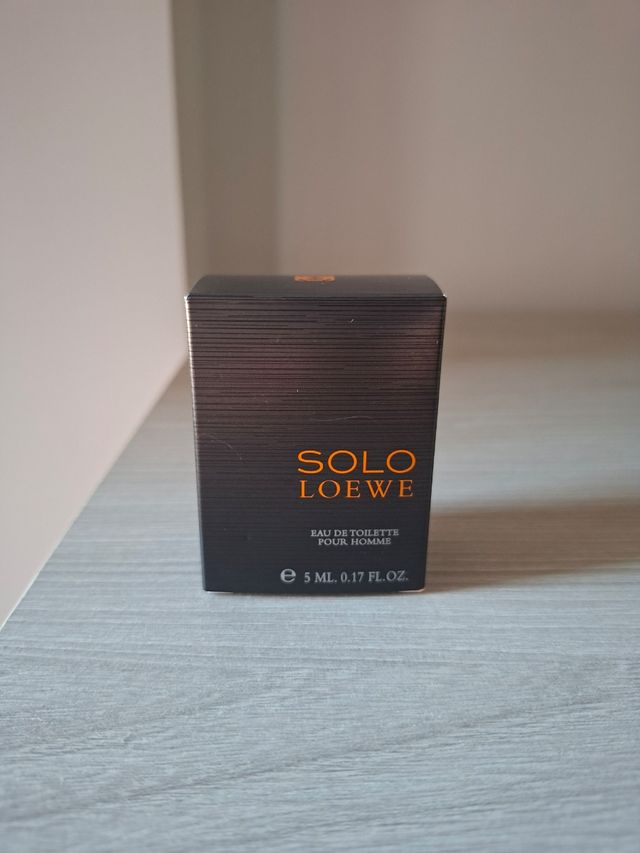 SOLO
LOEWE
EAU DE TOILETTE
POUR HOMME
℮ 5 ML. 0.17 FL.OZ.